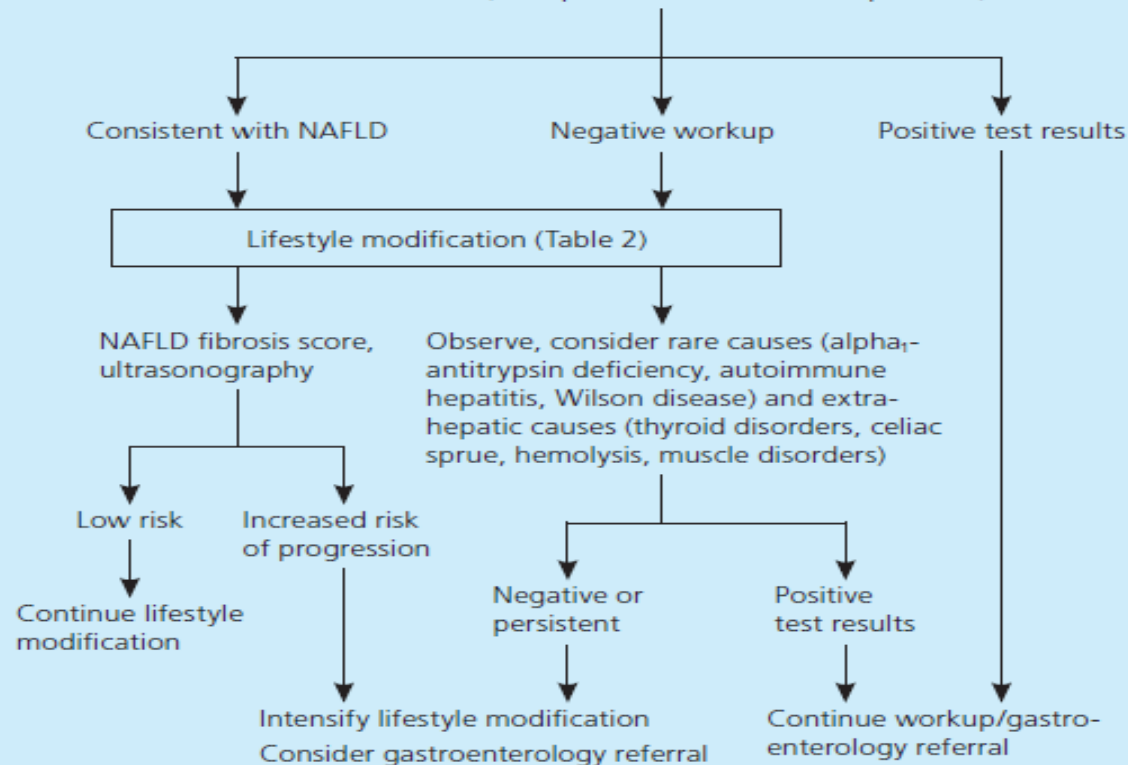 Consistent with NAFLD
Negative workup
Positive test results
Lifestyle modification (Table 2)
NAFLD fibrosis score,
ultrasonography
Observe, consider rare causes (alpha₁-
antitrypsin deficiency, autoimmune
hepatitis, Wilson disease) and extra-
hepatic causes (thyroid disorders, celiac
sprue, hemolysis, muscle disorders)
Low risk
Increased risk
of progression
Continue lifestyle
modification
Negative or
persistent
Positive
test results
Intensify lifestyle modification
Consider gastroenterology referral
Continue workup/gastro-
enterology referral